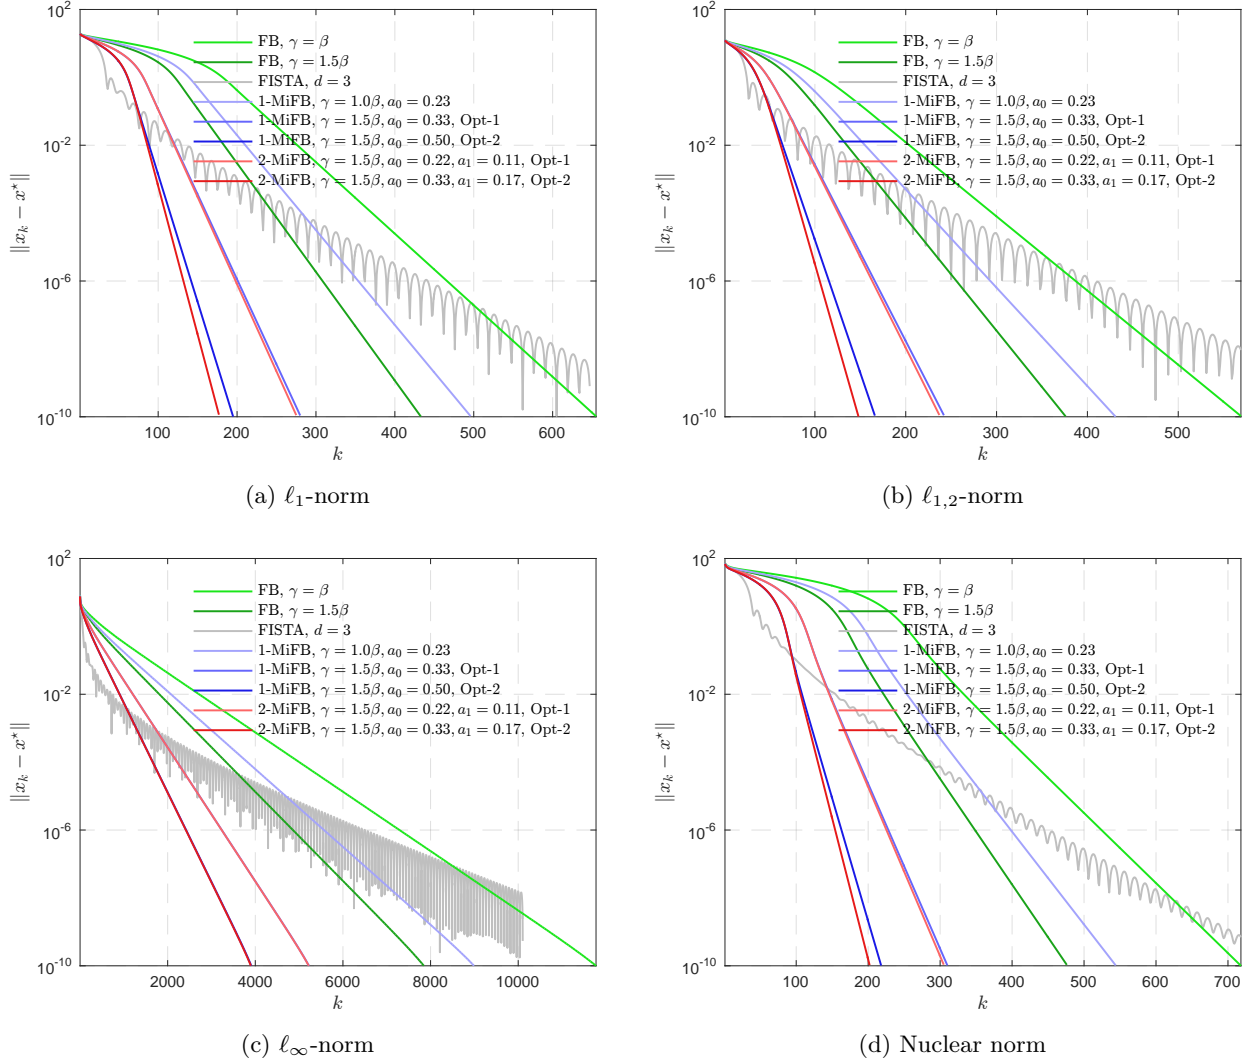 10^2
10^{-2}
10^{-6}
10^{-10}
‖x_k − x^⋆‖
FB, γ = β
FB, γ = 1.5β
FISTA, d = 3
1-MiFB, γ = 1.0β, a_0 = 0.23
1-MiFB, γ = 1.5β, a_0 = 0.33, Opt-1
1-MiFB, γ = 1.5β, a_0 = 0.50, Opt-2
2-MiFB, γ = 1.5β, a_0 = 0.22, a_1 = 0.11, Opt-1
2-MiFB, γ = 1.5β, a_0 = 0.33, a_1 = 0.17, Opt-2
100 200 300 400 500 600
k
(a) ℓ_1-norm
10^2
10^{-2}
10^{-6}
10^{-10}
‖x_k − x^⋆‖
FB, γ = β
FB, γ = 1.5β
FISTA, d = 3
1-MiFB, γ = 1.0β, a_0 = 0.23
1-MiFB, γ = 1.5β, a_0 = 0.33, Opt-1
1-MiFB, γ = 1.5β, a_0 = 0.50, Opt-2
2-MiFB, γ = 1.5β, a_0 = 0.22, a_1 = 0.11, Opt-1
2-MiFB, γ = 1.5β, a_0 = 0.33, a_1 = 0.17, Opt-2
100 200 300 400 500
k
(b) ℓ_{1,2}-norm
10^2
10^{-2}
10^{-6}
10^{-10}
‖x_k − x^⋆‖
FB, γ = β
FB, γ = 1.5β
FISTA, d = 3
1-MiFB, γ = 1.0β, a_0 = 0.23
1-MiFB, γ = 1.5β, a_0 = 0.33, Opt-1
1-MiFB, γ = 1.5β, a_0 = 0.50, Opt-2
2-MiFB, γ = 1.5β, a_0 = 0.22, a_1 = 0.11, Opt-1
2-MiFB, γ = 1.5β, a_0 = 0.33, a_1 = 0.17, Opt-2
2000 4000 6000 8000 10000
k
(c) ℓ_∞-norm
10^2
10^{-2}
10^{-6}
10^{-10}
‖x_k − x^⋆‖
FB, γ = β
FB, γ = 1.5β
FISTA, d = 3
1-MiFB, γ = 1.0β, a_0 = 0.23
1-MiFB, γ = 1.5β, a_0 = 0.33, Opt-1
1-MiFB, γ = 1.5β, a_0 = 0.50, Opt-2
2-MiFB, γ = 1.5β, a_0 = 0.22, a_1 = 0.11, Opt-1
2-MiFB, γ = 1.5β, a_0 = 0.33, a_1 = 0.17, Opt-2
100 200 300 400 500 600 700
k
(d) Nuclear norm